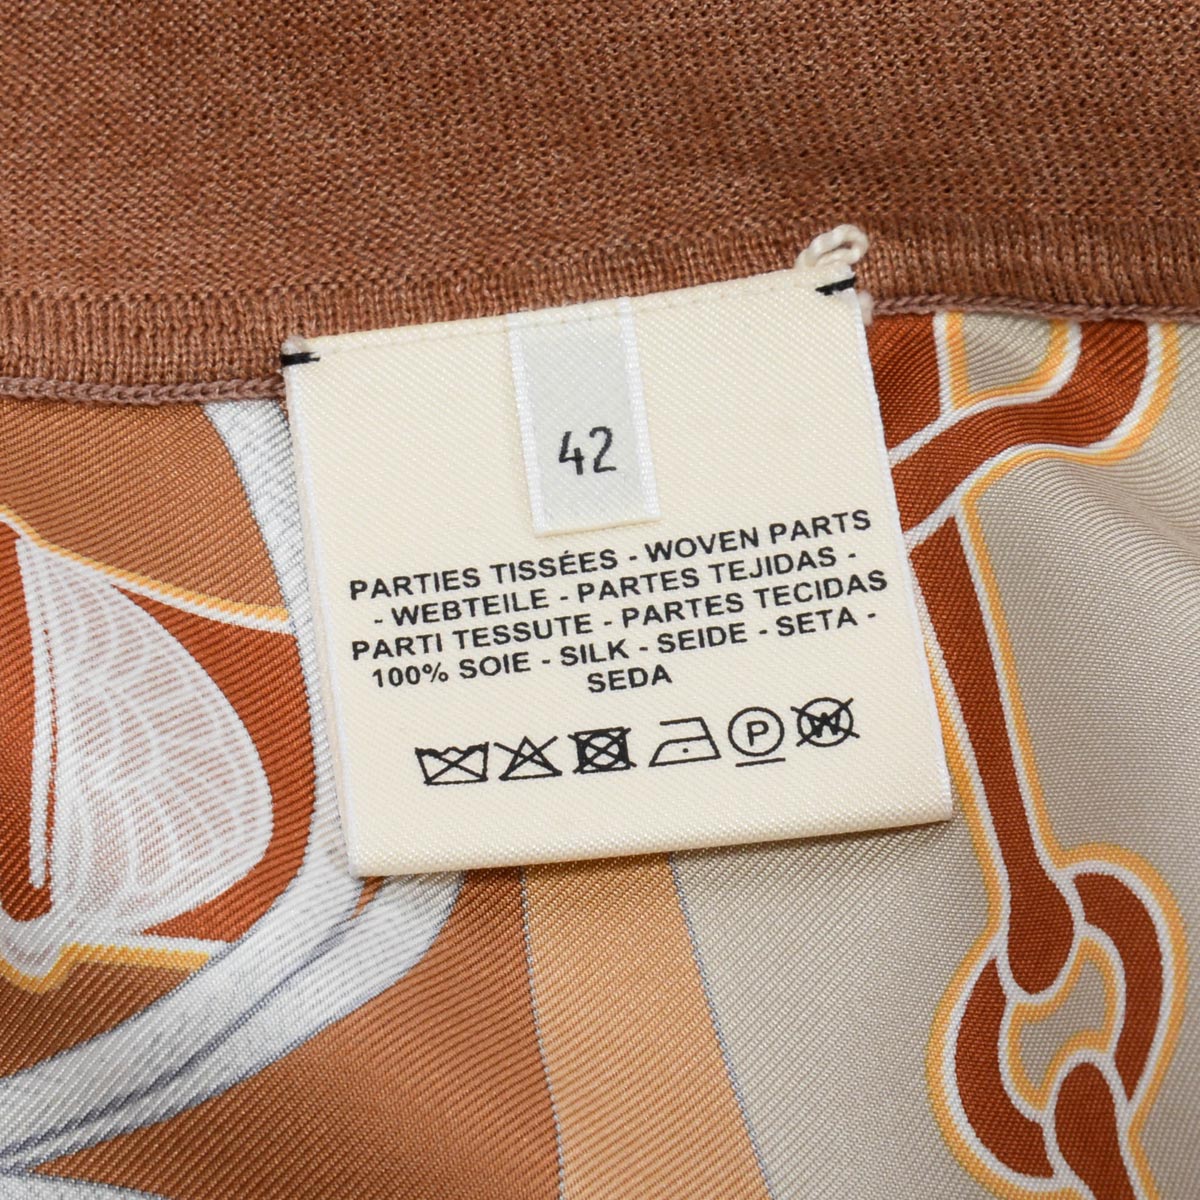 42
PARTIES TISSÉES - WOVEN PARTS
- WEBTEILE - PARTES TEJIDAS -
PARTI TESSUTE - PARTES TECIDAS
100% SOIE - SILK - SEIDE - SETA -
SEDA
P W